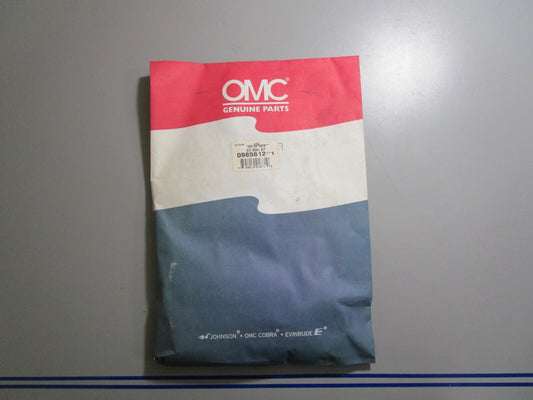 OMC®
GENUINE PARTS
0985612
JOHNSON® • OMC COBRA® • EVINRUDE E®